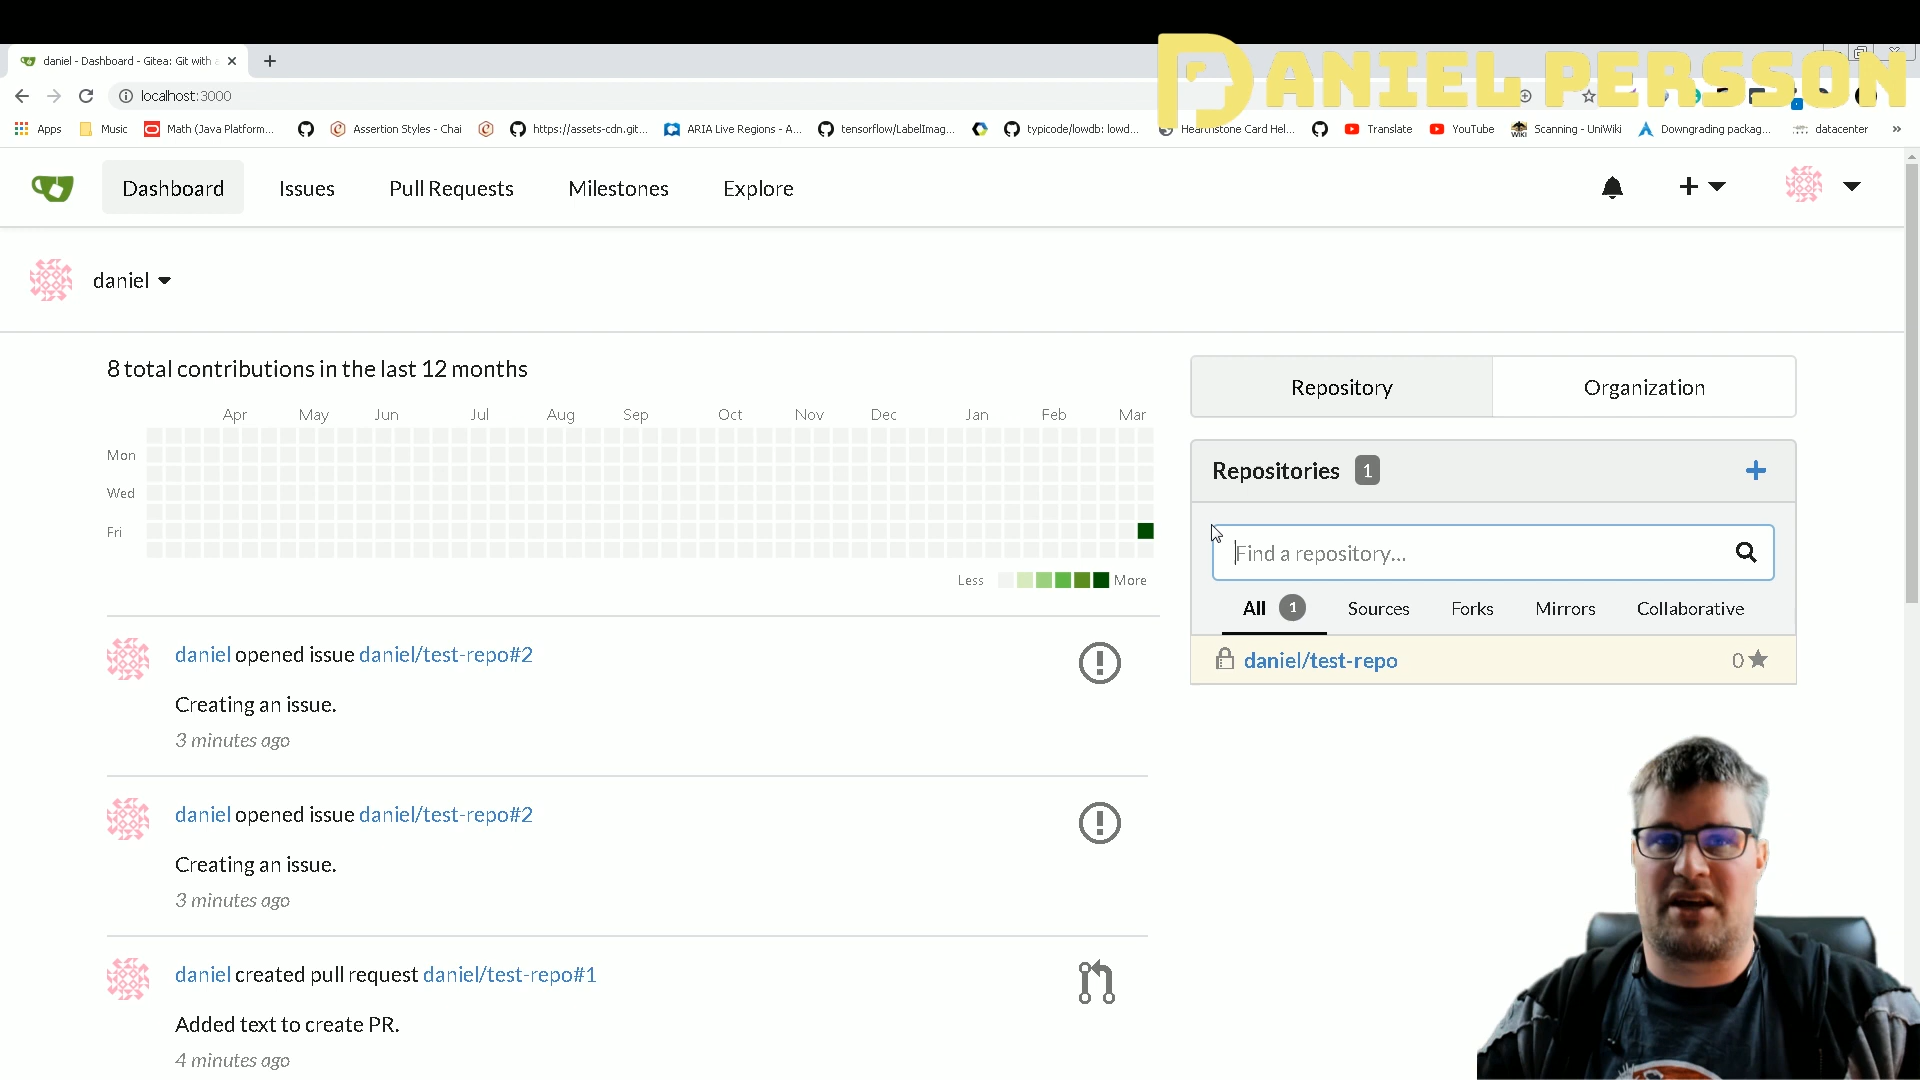 DANIEL PERSSON
daniel - Dashboard - Gitea: Git with a
localhost:3000
Apps
Music
Math (Java Platform...
Assertion Styles - Chai
https://assets-cdn.git...
ARIA Live Regions - A...
tensorflow/LabelImag...
typicode/lowdb: lowd...
Hearthstone Card Hel...
Translate
YouTube
Scanning - UniWiki
Downgrading packag...
datacenter
»
Dashboard
Issues
Pull Requests
Milestones
Explore
daniel
8 total contributions in the last 12 months
Apr May Jun Jul Aug Sep Oct Nov Dec Jan Feb Mar
Mon
Wed
Fri
Less
More
daniel opened issue daniel/test-repo#2
Creating an issue.
3 minutes ago
daniel opened issue daniel/test-repo#2
Creating an issue.
3 minutes ago
daniel created pull request daniel/test-repo#1
Added text to create PR.
4 minutes ago
Repository
Organization
Repositories 1
Find a repository...
All 1
Sources
Forks
Mirrors
Collaborative
daniel/test-repo
0